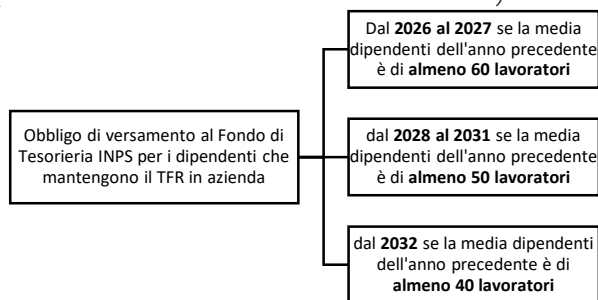 Dal 2026 al 2027 se la media
dipendenti dell'anno precedente
è di almeno 60 lavoratori
Obbligo di versamento al Fondo di
Tesorieria INPS per i dipendenti che
mantengono il TFR in azienda
dal 2028 al 2031 se la media
dipendenti dell'anno precedente
è di almeno 50 lavoratori
dal 2032 se la media dipendenti
dell'anno precedente è di
almeno 40 lavoratori